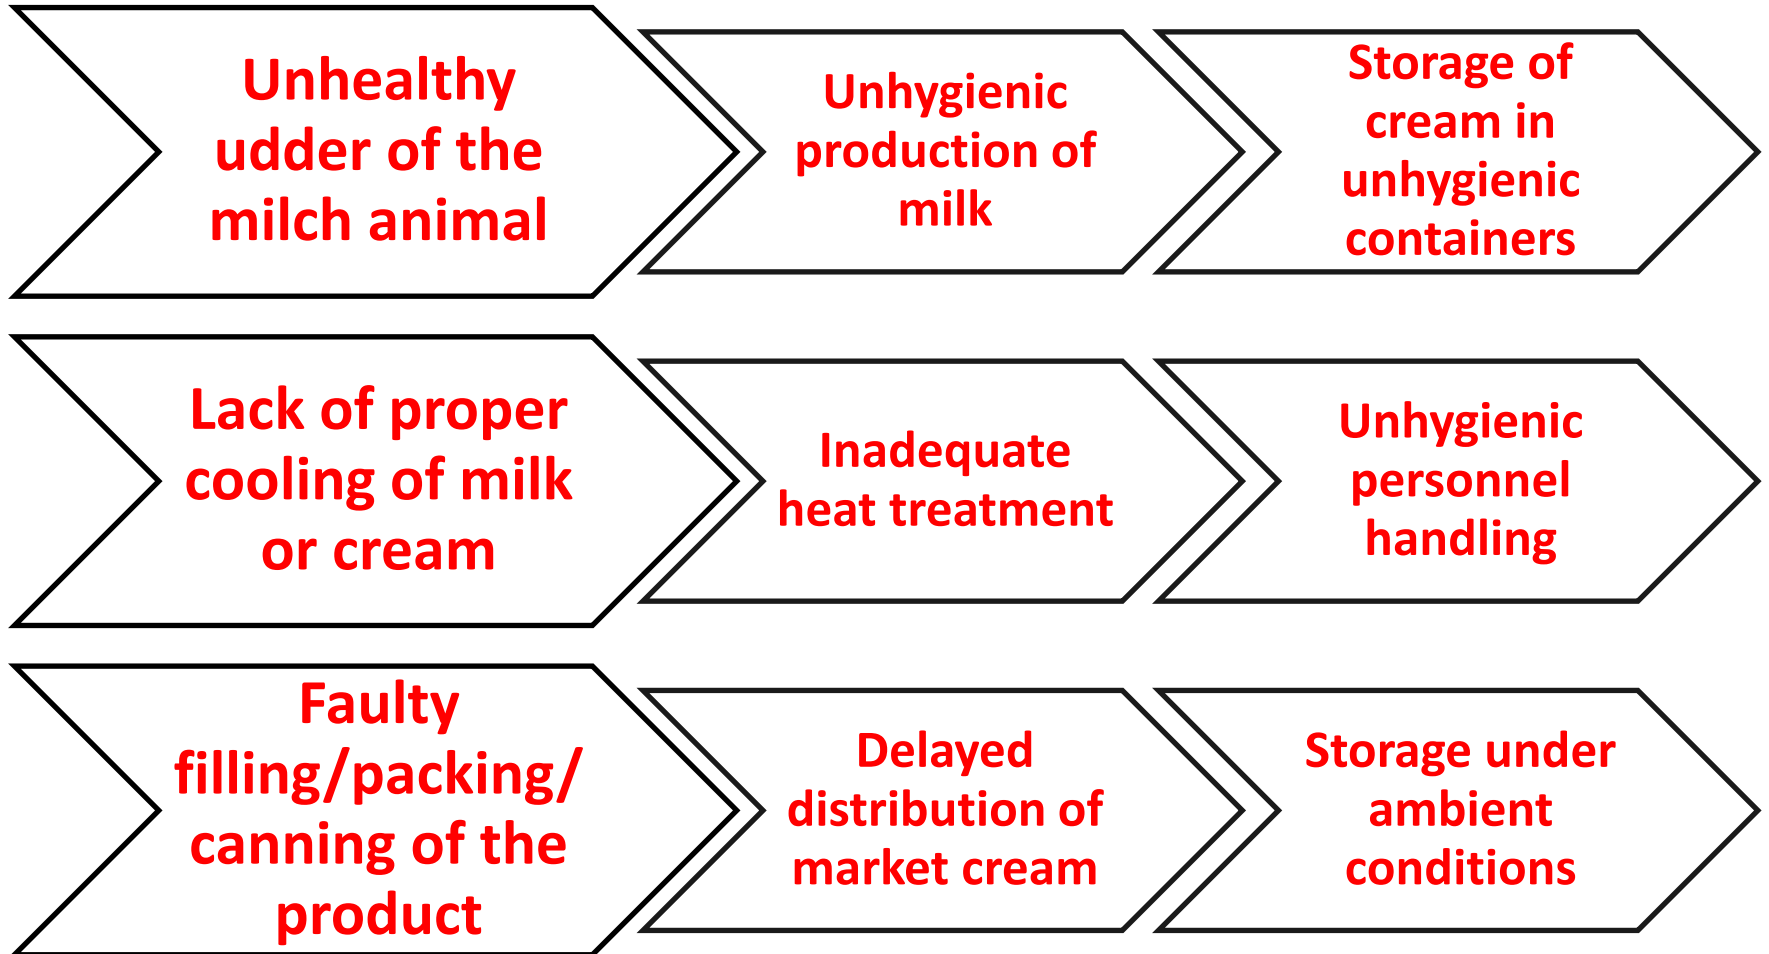 Unhealthy
udder of the
milch animal
Unhygienic
production of
milk
Storage of
cream in
unhygienic
containers
Lack of proper
cooling of milk
or cream
Inadequate
heat treatment
Unhygienic
personnel
handling
Faulty
filling/packing/
canning of the
product
Delayed
distribution of
market cream
Storage under
ambient
conditions